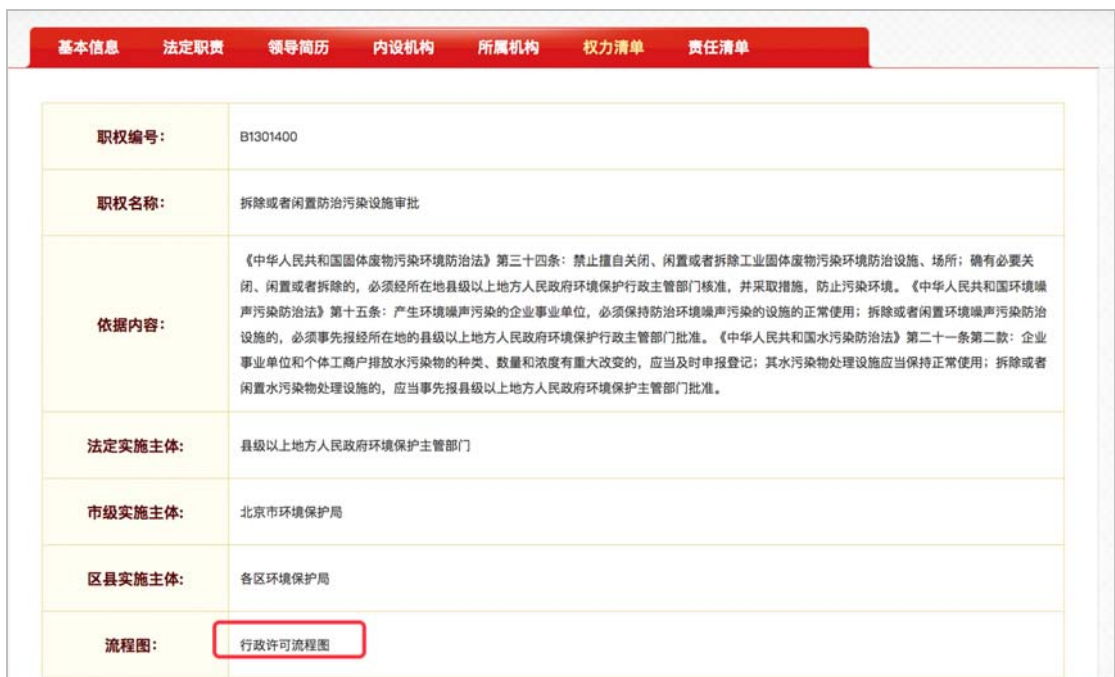 基本信息 法定职责 领导简历 内设机构 所属机构 权力清单 责任清单
职权编号： B1301400
职权名称： 拆除或者闲置防治污染设施审批
依据内容：
《中华人民共和国固体废物污染环境防治法》第三十四条：禁止擅自关闭、闲置或者拆除工业固体废物污染环境防治设施、场所；确有必要关
闭、闲置或者拆除的，必须经所在地县级以上地方人民政府环境保护行政主管部门核准，并采取措施，防止污染环境。《中华人民共和国环境噪
声污染防治法》第十五条：产生环境噪声污染的企业事业单位，必须保持防治环境噪声污染的设施的正常使用；拆除或者闲置环境噪声污染防治
设施的，必须事先报经所在地的县级以上地方人民政府环境保护行政主管部门批准。《中华人民共和国水污染防治法》第二十一条第二款：企业
事业单位和个体工商户排放水污染物的种类、数量和浓度有重大改变的，应当及时申报登记；其水污染物处理设施应当保持正常使用；拆除或者
闲置水污染物处理设施的，应当事先报县级以上地方人民政府环境保护主管部门批准。
法定实施主体: 县级以上地方人民政府环境保护主管部门
市级实施主体: 北京市环境保护局
区县实施主体: 各区环境保护局
流程图： 行政许可流程图